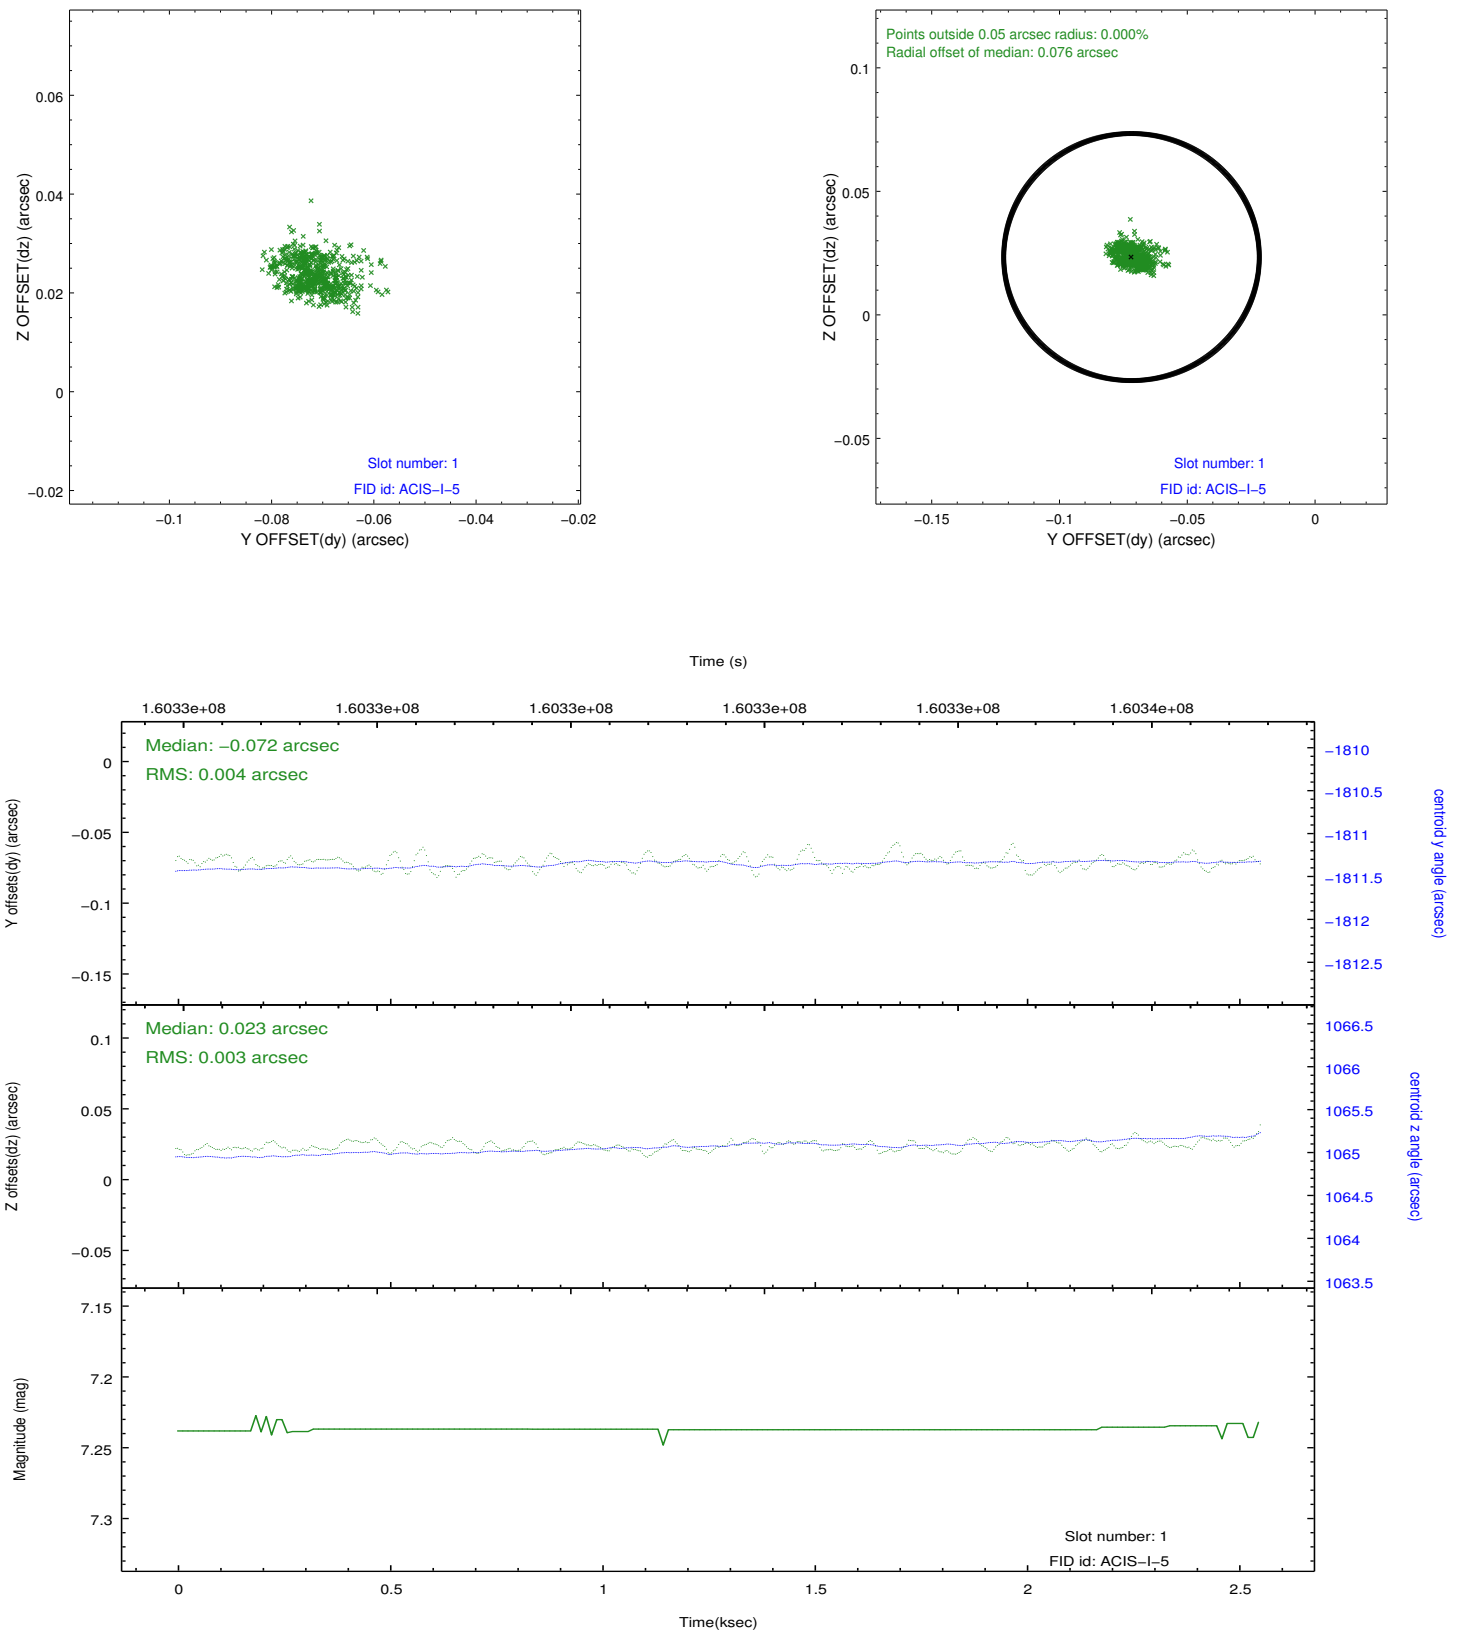 0.06
0.04
0.02
0
−0.02
Z OFFSET(dz) (arcsec)
Slot number: 1
FID id: ACIS−I−5
−0.1 −0.08 −0.06 −0.04 −0.02
Y OFFSET(dy) (arcsec)
Points outside 0.05 arcsec radius: 0.000%
Radial offset of median: 0.076 arcsec
0.1
0.05
0
−0.05
Z OFFSET(dz) (arcsec)
Slot number: 1
FID id: ACIS−I−5
−0.15 −0.1 −0.05 0
Y OFFSET(dy) (arcsec)
Time (s)
1.6033e+08 1.6033e+08 1.6033e+08 1.6033e+08 1.6033e+08 1.6034e+08
Median: −0.072 arcsec
RMS: 0.004 arcsec
0
−0.05
−0.1
−0.15
Y offsets(dy) (arcsec)
−1810
−1810.5
−1811
−1811.5
−1812
−1812.5
centroid y angle (arcsec)
Median: 0.023 arcsec
RMS: 0.003 arcsec
0.1
0.05
0
−0.05
Z offsets(dz) (arcsec)
1066.5
1066
1065.5
1065
1064.5
1064
1063.5
centroid z angle (arcsec)
7.15
7.2
7.25
7.3
Magnitude (mag)
Slot number: 1
FID id: ACIS−I−5
0 0.5 1 1.5 2 2.5
Time(ksec)